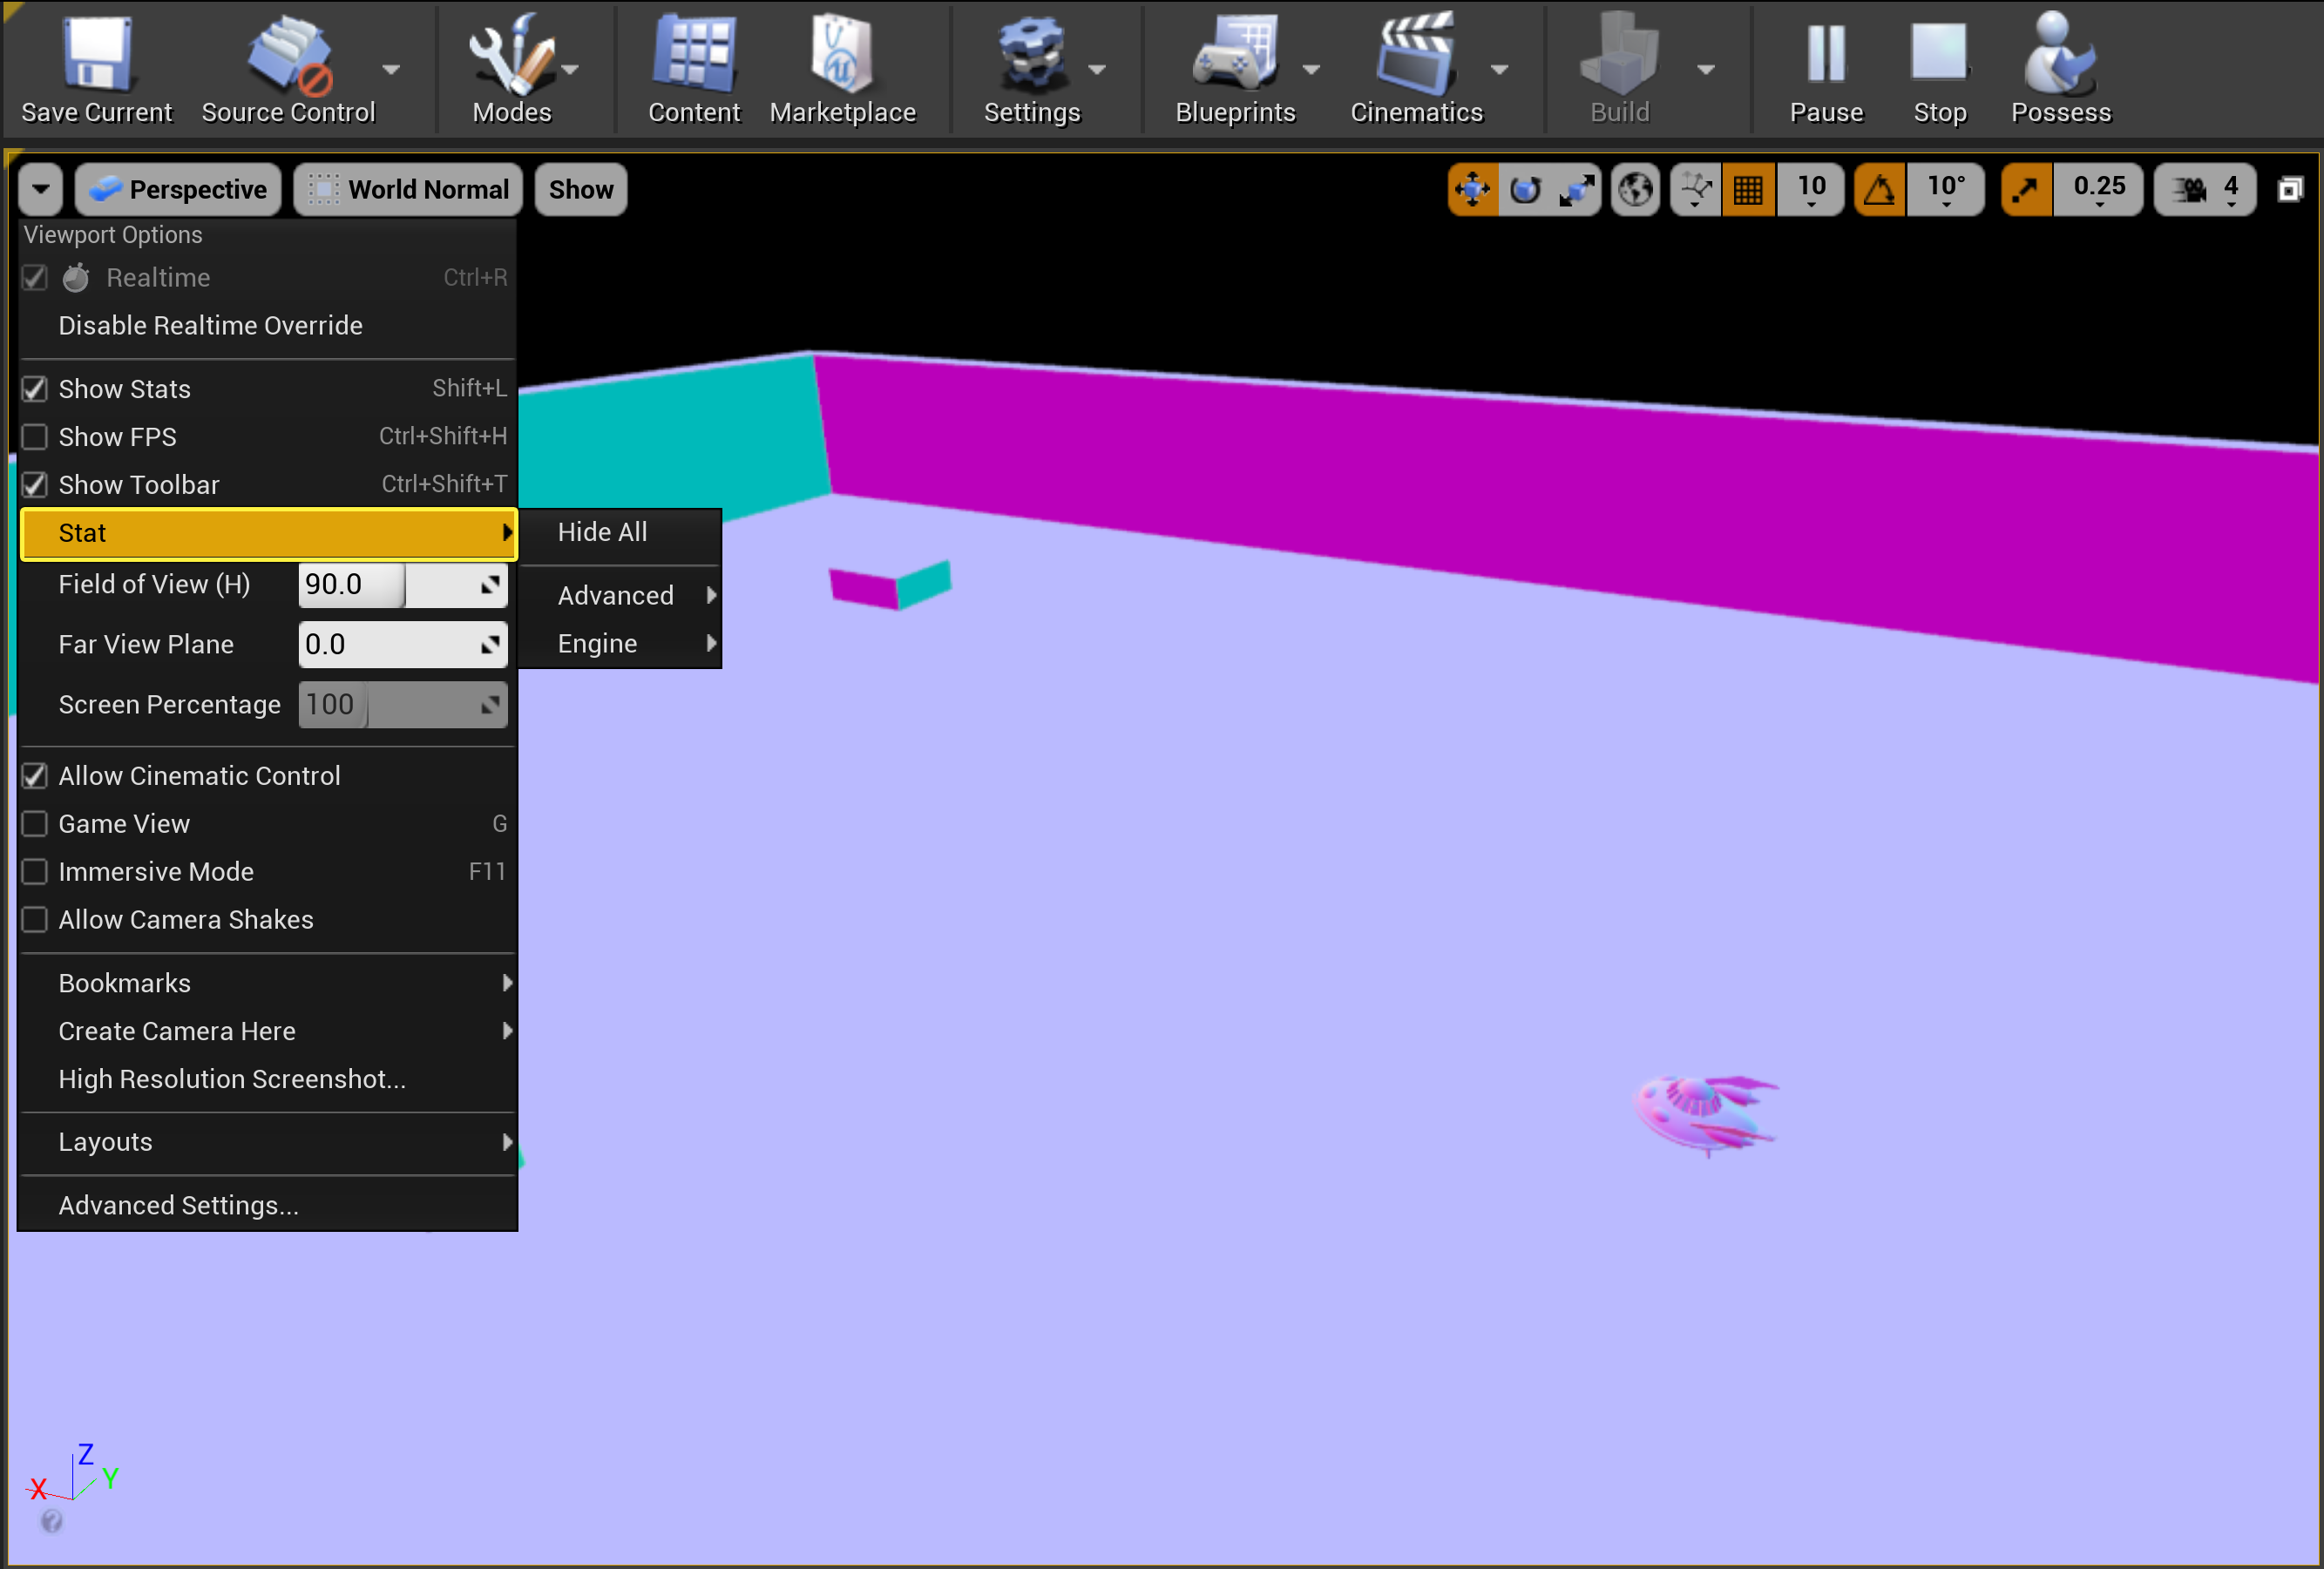 Save Current
Source Control
Modes
Content
Marketplace
Settings
Blueprints
Cinematics
Build
Pause
Stop
Possess
Perspective
World Normal
Show
10
10°
0.25
4
Viewport Options
Realtime Ctrl+R
Disable Realtime Override
Show Stats Shift+L
Show FPS Ctrl+Shift+H
Show Toolbar Ctrl+Shift+T
Stat
Hide All
Advanced
Engine
Field of View (H) 90.0
Far View Plane 0.0
Screen Percentage 100
Allow Cinematic Control
Game View G
Immersive Mode F11
Allow Camera Shakes
Bookmarks
Create Camera Here
High Resolution Screenshot...
Layouts
Advanced Settings...
Z
Y
X
?